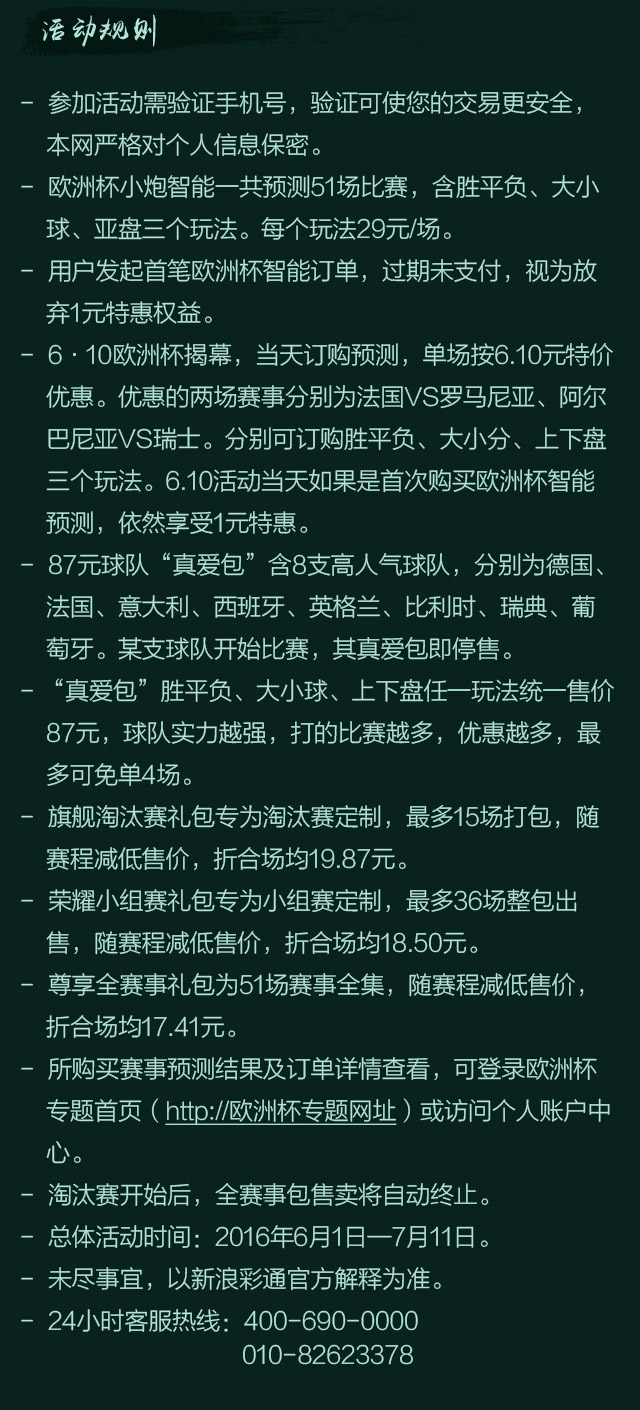 活动规则
- 参加活动需验证手机号，验证可使您的交易更安全，
本网严格对个人信息保密。
- 欧洲杯小炮智能一共预测51场比赛，含胜平负、大小
球、亚盘三个玩法。每个玩法29元/场。
- 用户发起首笔欧洲杯智能订单，过期未支付，视为放
弃1元特惠权益。
- 6·10欧洲杯揭幕，当天订购预测，单场按6.10元特价
优惠。优惠的两场赛事分别为法国VS罗马尼亚、阿尔
巴尼亚VS瑞士。分别可订购胜平负、大小分、上下盘
三个玩法。6.10活动当天如果是首次购买欧洲杯智能
预测，依然享受1元特惠。
- 87元球队“真爱包”含8支高人气球队，分别为德国、
法国、意大利、西班牙、英格兰、比利时、瑞典、葡
萄牙。某支球队开始比赛，其真爱包即停售。
- “真爱包”胜平负、大小球、上下盘任一玩法统一售价
87元，球队实力越强，打的比赛越多，优惠越多，最
多可免单4场。
- 旗舰淘汰赛礼包专为淘汰赛定制，最多15场打包，随
赛程减低售价，折合场均19.87元。
- 荣耀小组赛礼包专为小组赛定制，最多36场整包出
售，随赛程减低售价，折合场均18.50元。
- 尊享全赛事礼包为51场赛事全集，随赛程减低售价，
折合场均17.41元。
- 所购买赛事预测结果及订单详情查看，可登录欧洲杯
专题首页（http://欧洲杯专题网址）或访问个人账户中
心。
- 淘汰赛开始后，全赛事包售卖将自动终止。
- 总体活动时间：2016年6月1日—7月11日。
- 未尽事宜，以新浪彩通官方解释为准。
- 24小时客服热线：400-690-0000
010-82623378